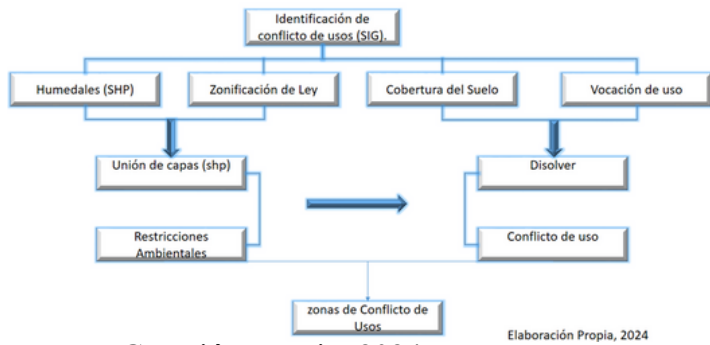 Identificación de
conflicto de usos (SIG).
Humedales (SHP)
Zonificación de Ley
Cobertura del Suelo
Vocación de uso
Unión de capas (shp)
Disolver
Restricciones
Ambientales
Conflicto de uso
zonas de Conflicto de
Usos
Elaboración Propia, 2024